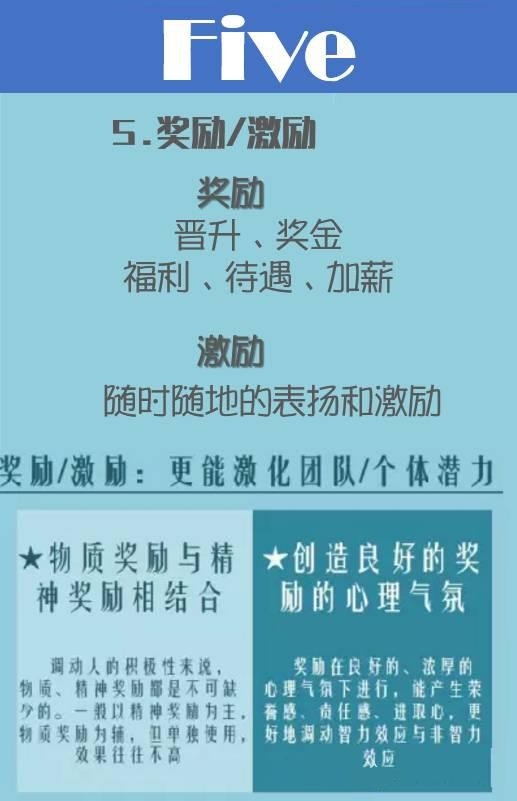 Five
5.奖励/激励
奖励
晋升、奖金
福利、待遇、加薪
激励
随时随地的表扬和激励
奖励/激励：更能激化团队/个体潜力
★物质奖励与精
神奖励相结合
调动人的积极性来说，
物质、精神奖励都是不可缺
少的。一般以精神奖励为王，
物质奖励为辅，但单独使用，
效果往往不高
★创造良好的奖
励的心理气氛
奖励在良好的、浓厚的
心理气氛下进行，能产生荣
誉感、责任感、进取心，更
好地调动智力效应与非智力
效应